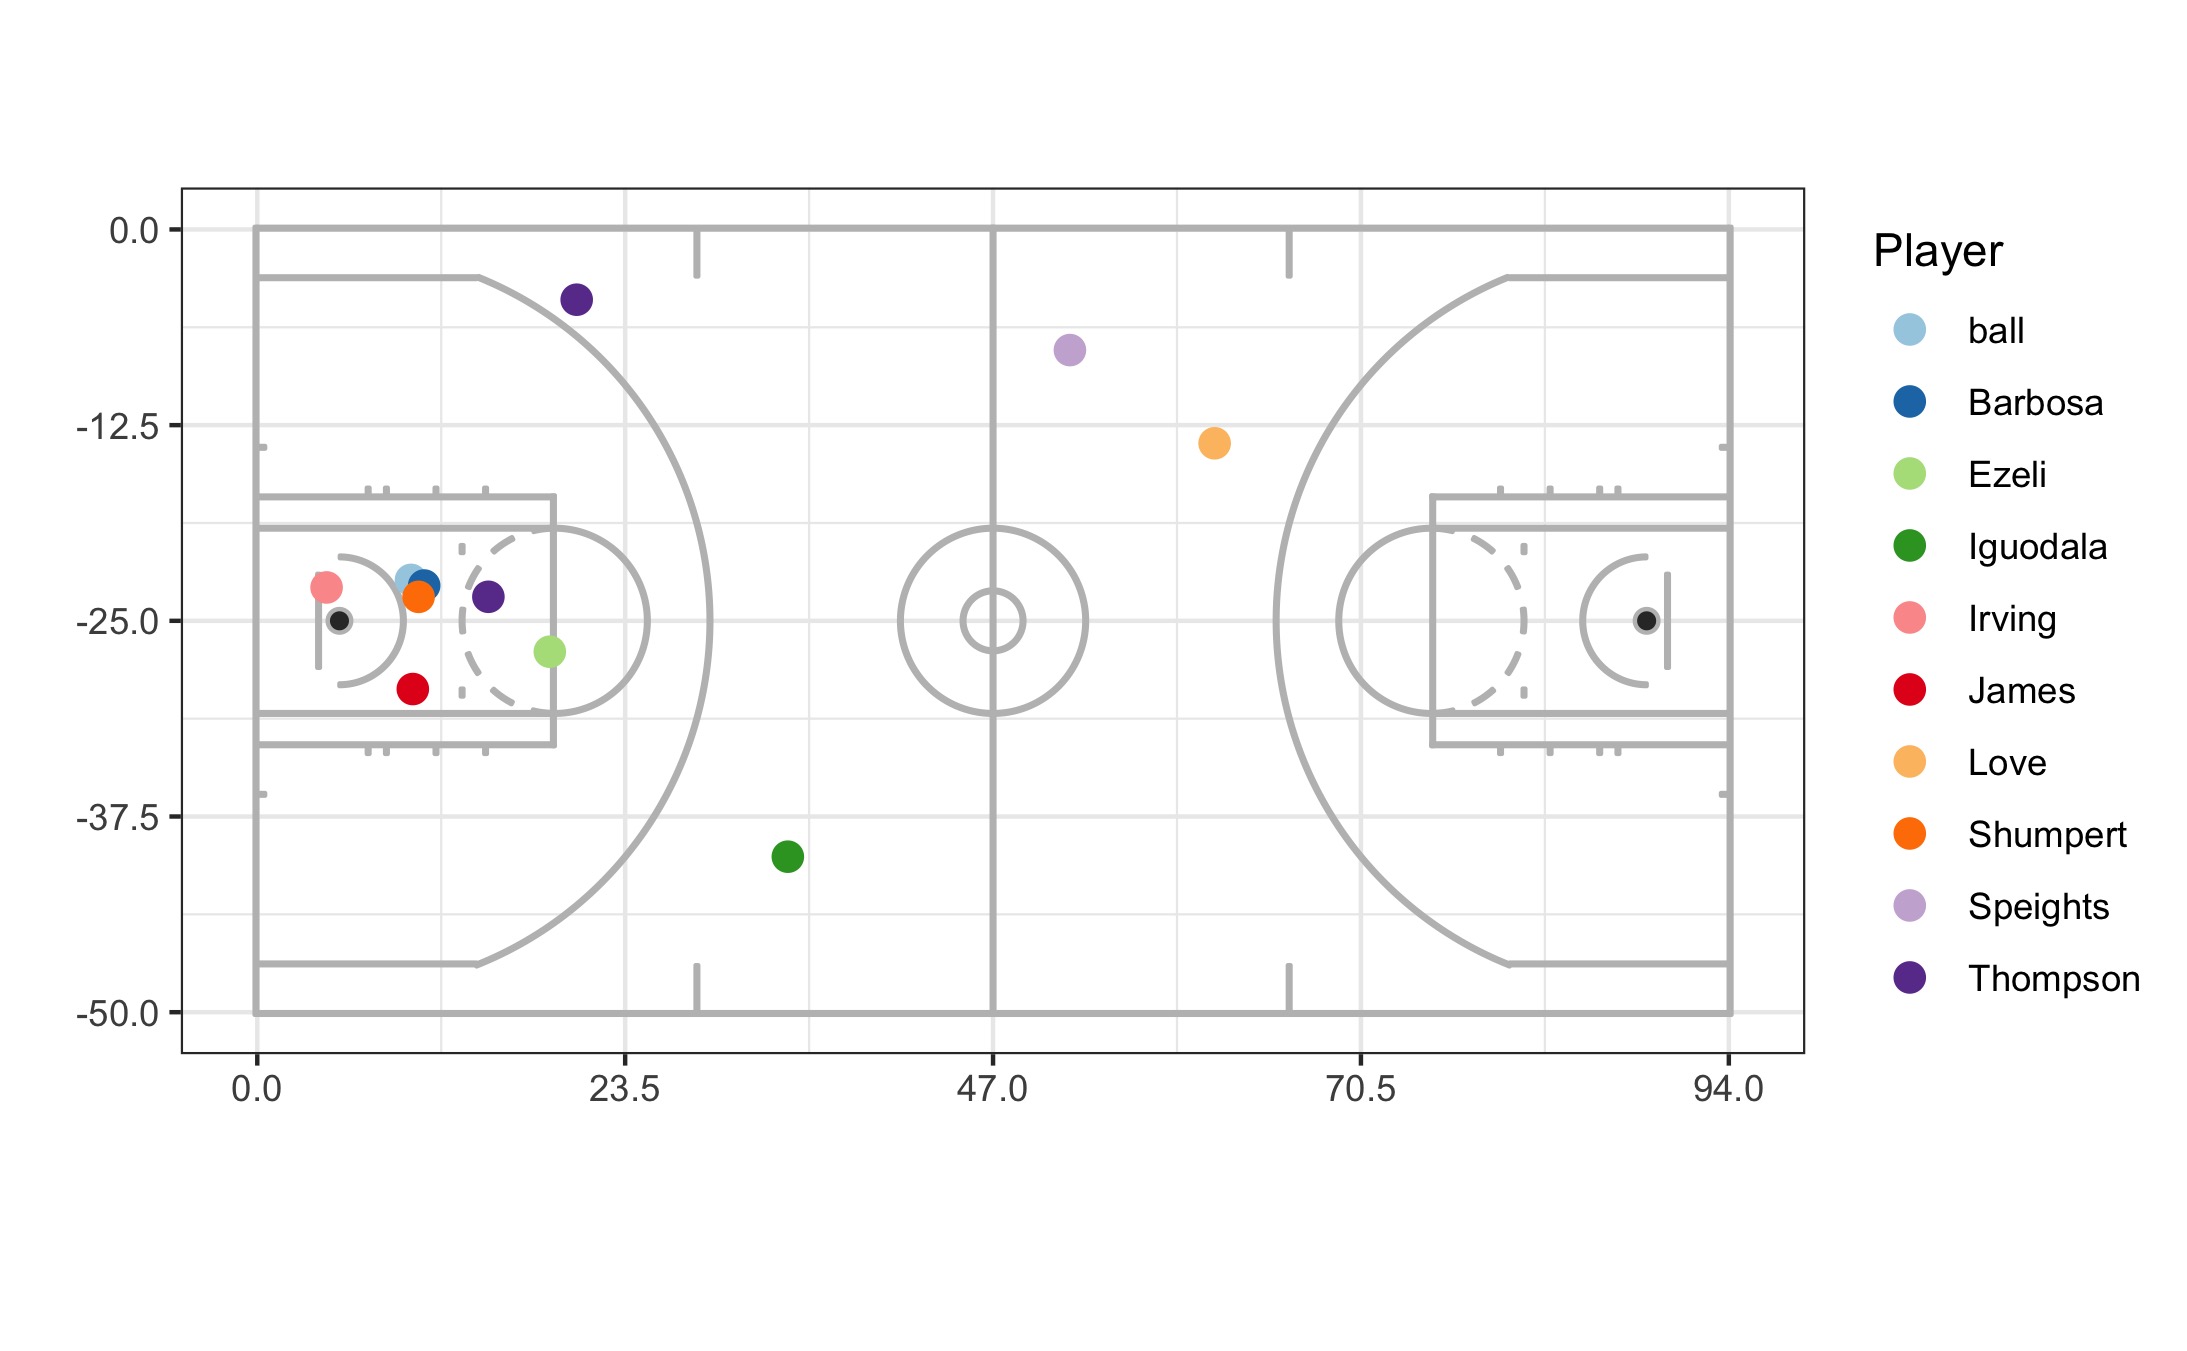 0.0
-12.5
-25.0
-37.5
-50.0
0.0 23.5 47.0 70.5 94.0
Player
ball
Barbosa
Ezeli
Iguodala
Irving
James
Love
Shumpert
Speights
Thompson